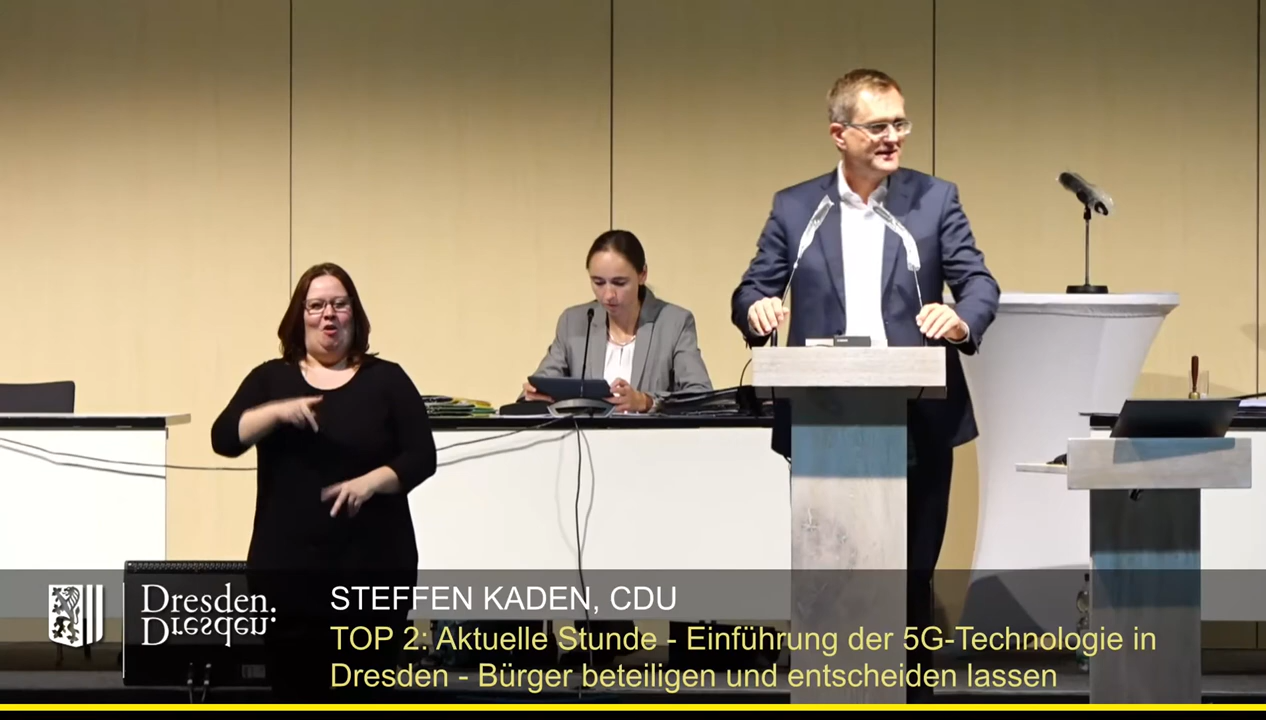 Dresden.
Dresden.
STEFFEN KADEN, CDU
TOP 2: Aktuelle Stunde - Einführung der 5G-Technologie in
Dresden - Bürger beteiligen und entscheiden lassen